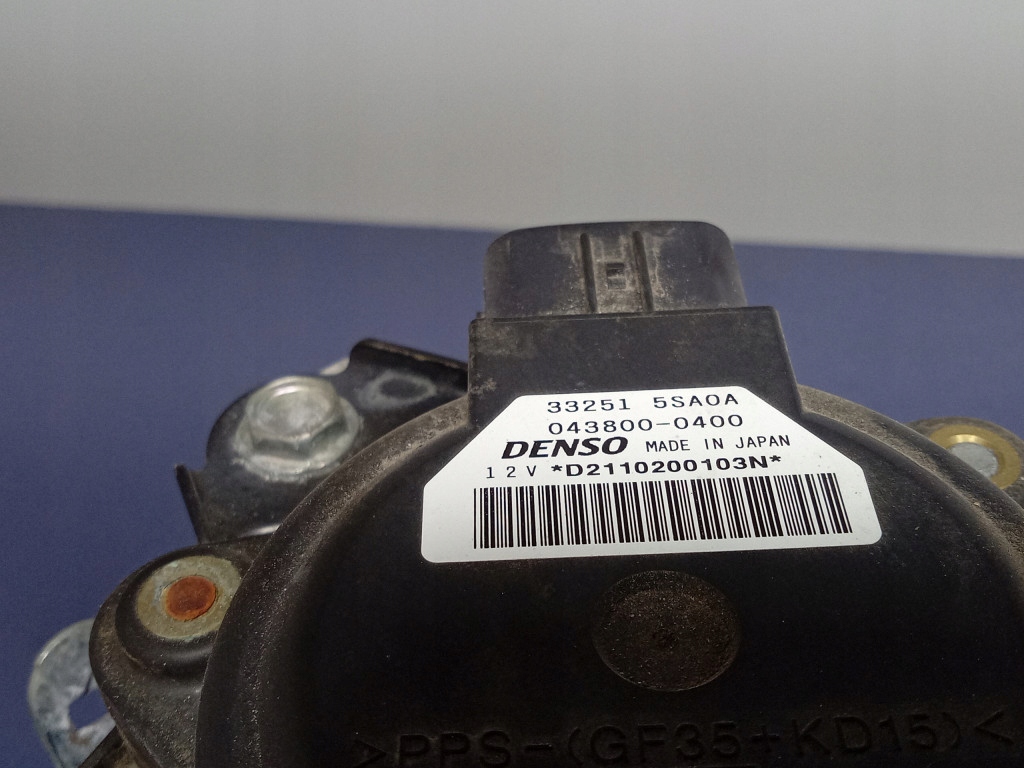 33251 5SA0A
043800-0400
DENSO MADE IN JAPAN
12V *D2110200103N*
>PPS-(GF35+KD15)<